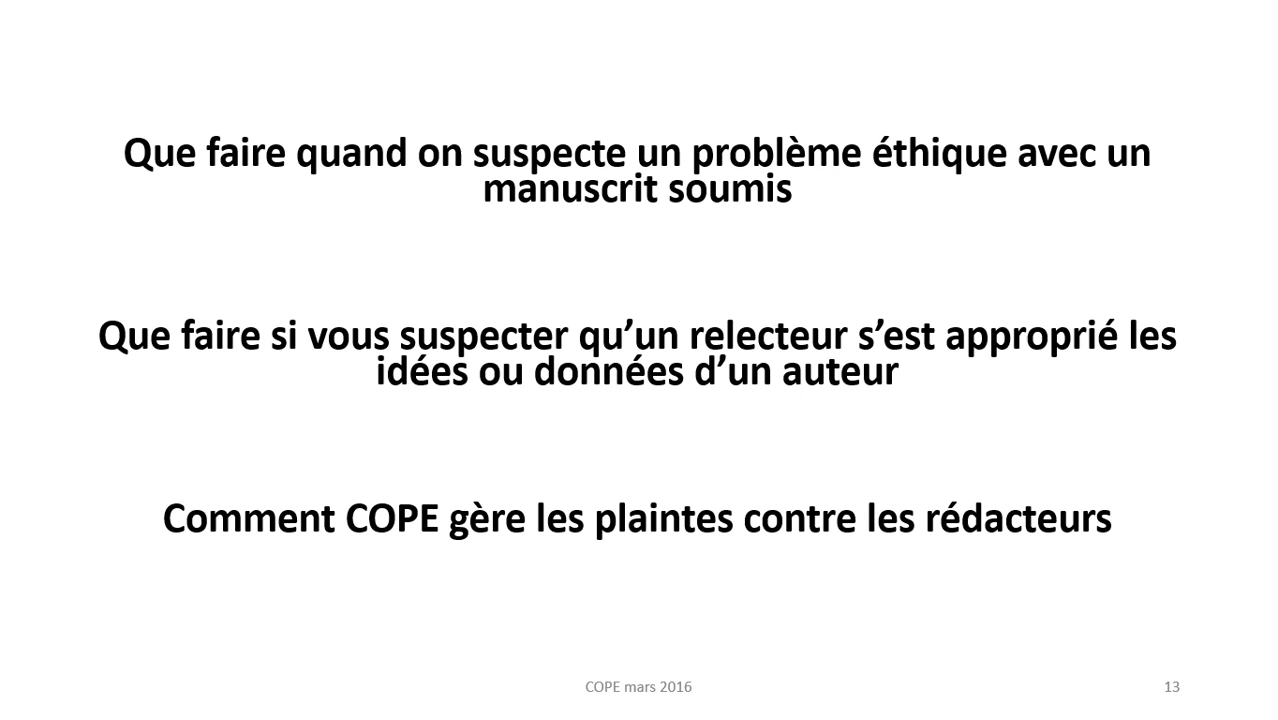 Que faire quand on suspecte un problème éthique avec un
manuscrit soumis
Que faire si vous suspecter qu’un relecteur s’est approprié les
idées ou données d’un auteur
Comment COPE gère les plaintes contre les rédacteurs
COPE mars 2016
13